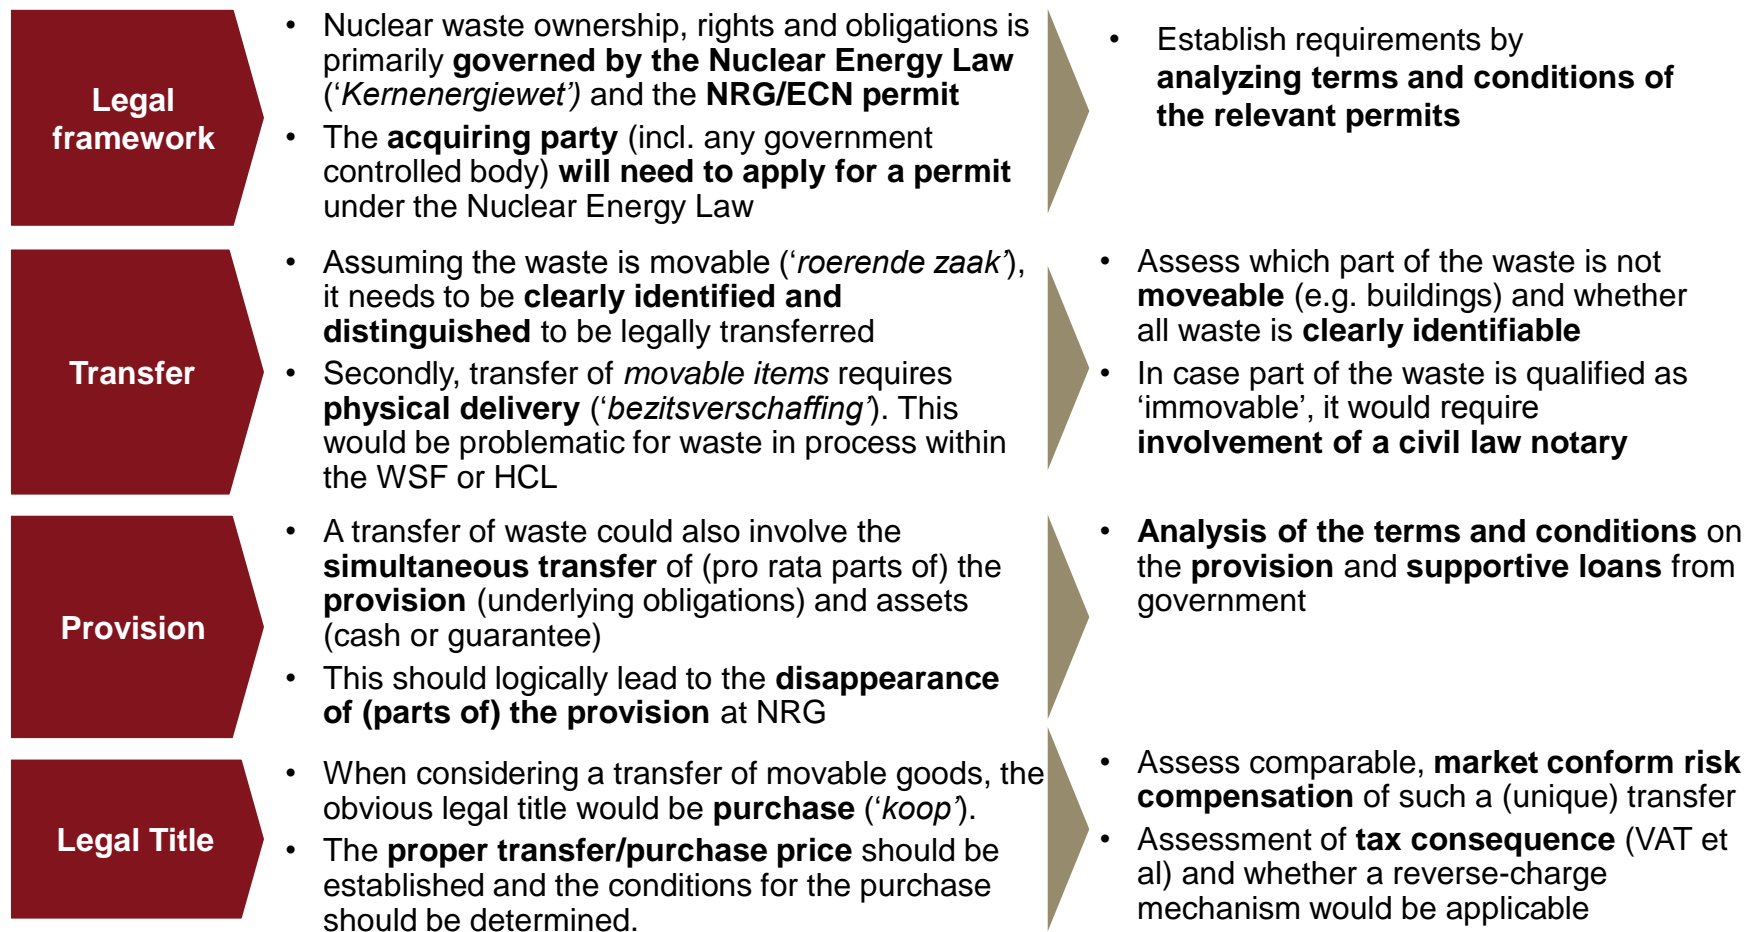 Legal
framework
• Nuclear waste ownership, rights and obligations is
primarily governed by the Nuclear Energy Law
(‘Kernenergiewet’) and the NRG/ECN permit
• The acquiring party (incl. any government
controlled body) will need to apply for a permit
under the Nuclear Energy Law
• Establish requirements by
analyzing terms and conditions of
the relevant permits
Transfer
• Assuming the waste is movable (‘roerende zaak’),
it needs to be clearly identified and
distinguished to be legally transferred
• Secondly, transfer of movable items requires
physical delivery (‘bezitsverschaffing’). This
would be problematic for waste in process within
the WSF or HCL
• Assess which part of the waste is not
moveable (e.g. buildings) and whether
all waste is clearly identifiable
• In case part of the waste is qualified as
‘immovable’, it would require
involvement of a civil law notary
Provision
• A transfer of waste could also involve the
simultaneous transfer of (pro rata parts of) the
provision (underlying obligations) and assets
(cash or guarantee)
• This should logically lead to the disappearance
of (parts of) the provision at NRG
• Analysis of the terms and conditions on
the provision and supportive loans from
government
Legal Title
• When considering a transfer of movable goods, the
obvious legal title would be purchase (‘koop’).
• The proper transfer/purchase price should be
established and the conditions for the purchase
should be determined.
• Assess comparable, market conform risk
compensation of such a (unique) transfer
• Assessment of tax consequence (VAT et
al) and whether a reverse-charge
mechanism would be applicable